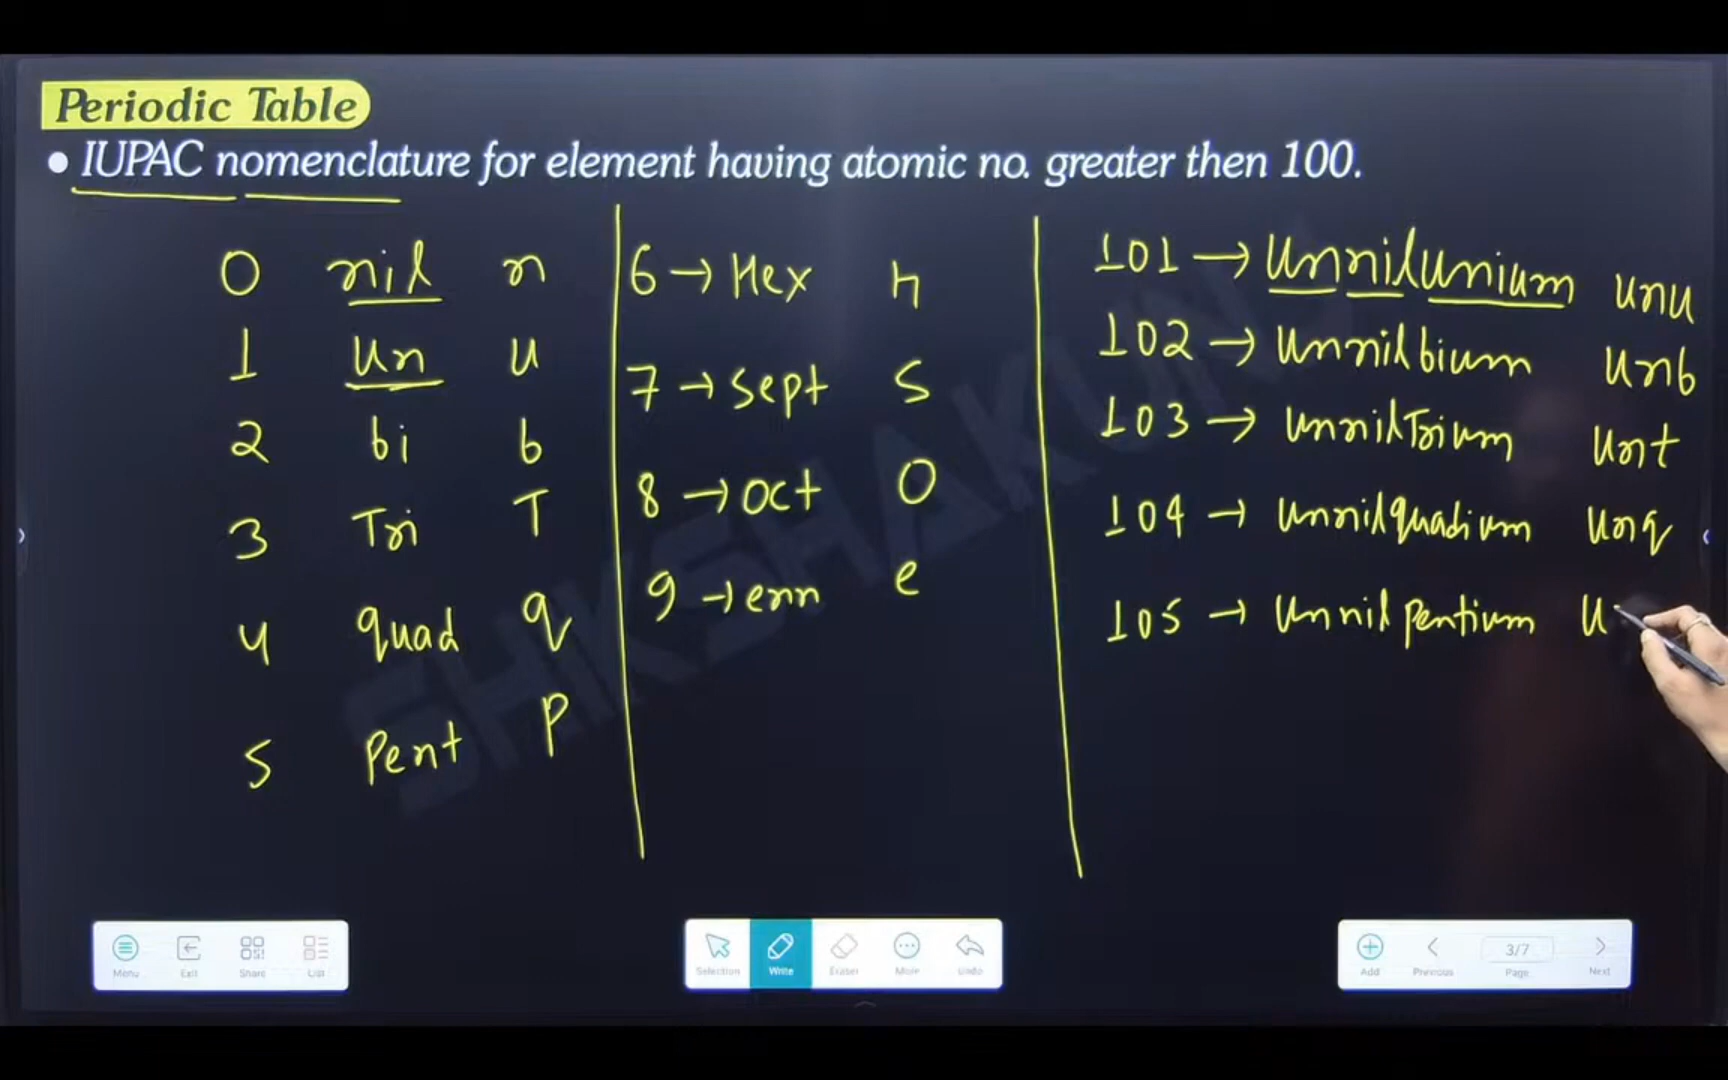 Periodic Table
• IUPAC nomenclature for element having atomic no. greater then 100.
0 nil n
1 un u
2 bi b
3 Tri T
4 quad q
5 Pent P
6 → Hex h
7 → Sept S
8 → Oct O
9 → enn e
101 → Unnilunium unu
102 → Unnilbium unb
103 → UnnilTrium unt
104 → Unnilquadium unq
105 → Unnilpentium U
SHIKSHAKUNJ
Menu Exit Share List
Selection Write Eraser More Undo
Add Previous 3/7 Page Next